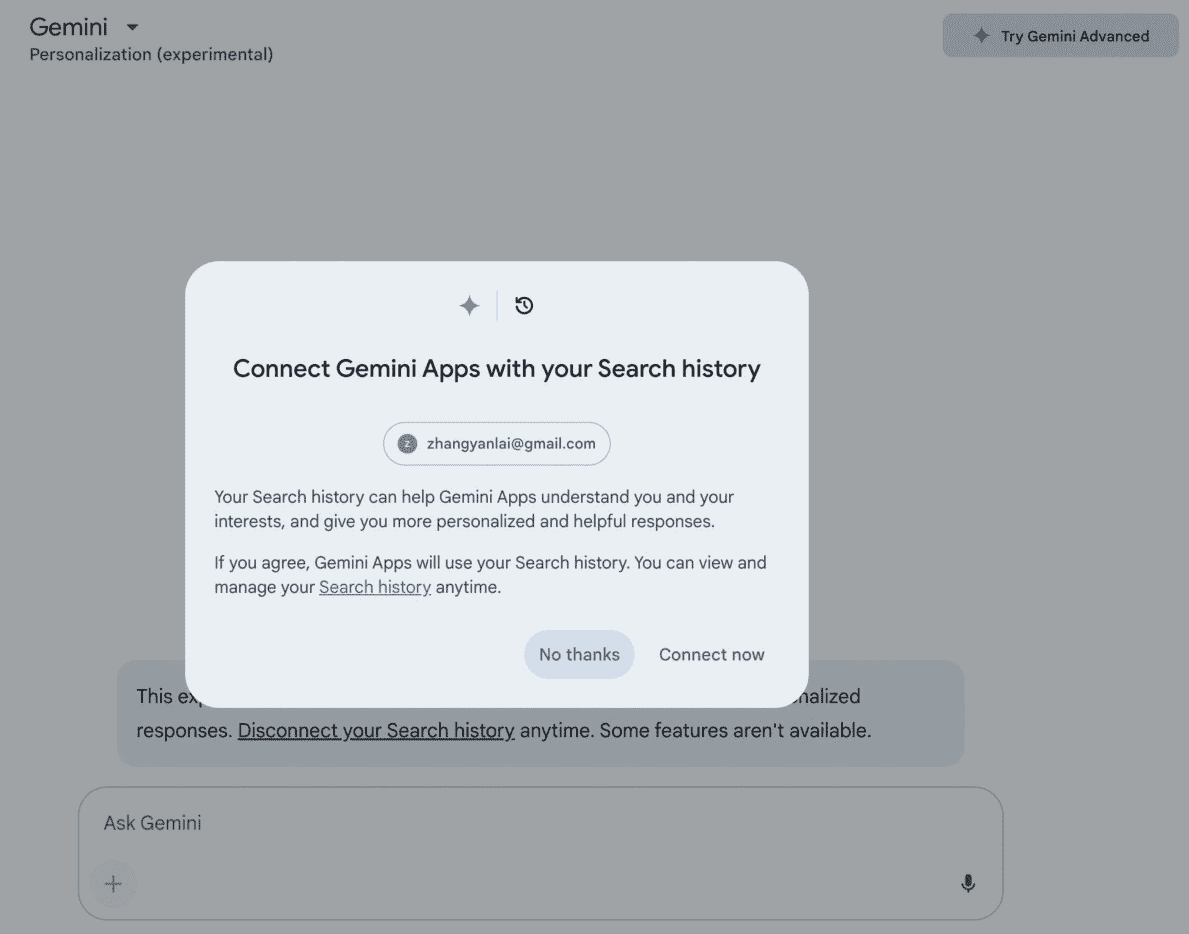 Gemini
Personalization (experimental)
Try Gemini Advanced
Connect Gemini Apps with your Search history
z
zhangyanlai@gmail.com
Your Search history can help Gemini Apps understand you and your
interests, and give you more personalized and helpful responses.
If you agree, Gemini Apps will use your Search history. You can view and
manage your Search history anytime.
No thanks
Connect now
This
responses. Disconnect your Search history anytime. Some features aren't available.
Ask Gemini